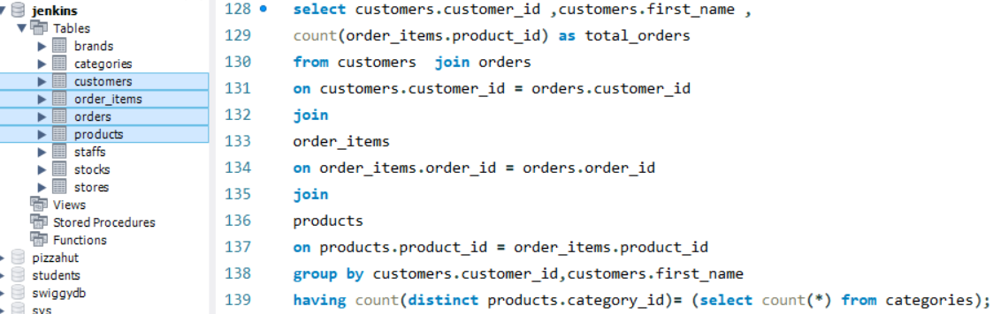 jenkins
Tables
brands
categories
customers
order_items
orders
products
staffs
stocks
stores
Views
Stored Procedures
Functions
pizzahut
students
swiggydb
sys
128 select customers.customer_id ,customers.first_name ,
129 count(order_items.product_id) as total_orders
130 from customers  join orders
131 on customers.customer_id = orders.customer_id
132 join
133 order_items
134 on order_items.order_id = orders.order_id
135 join
136 products
137 on products.product_id = order_items.product_id
138 group by customers.customer_id,customers.first_name
139 having count(distinct products.category_id)= (select count(*) from categories);